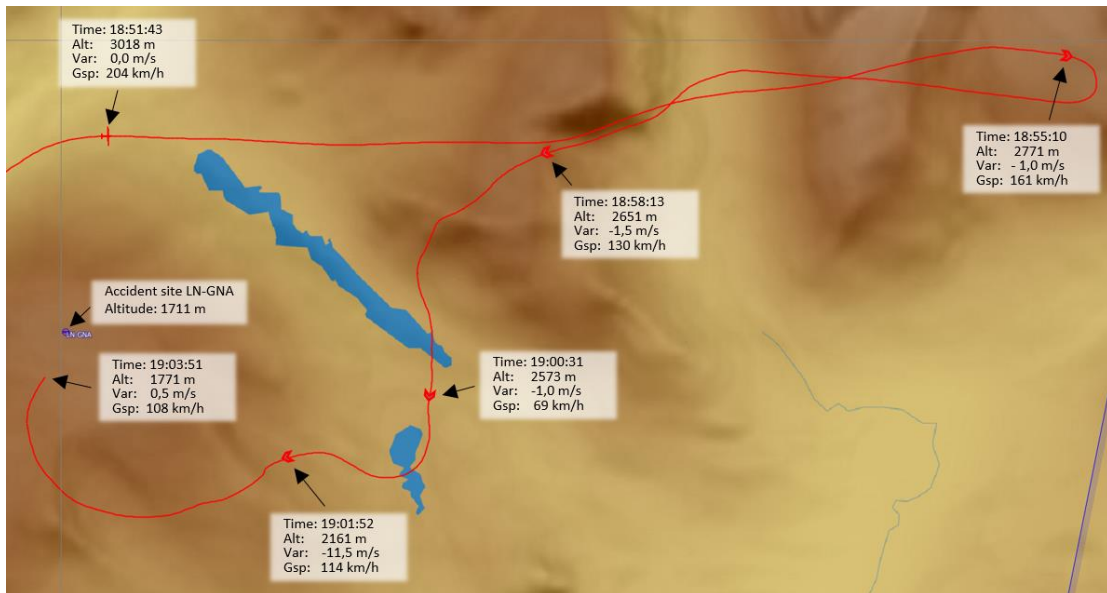 Time: 18:51:43
Alt: 3018 m
Var: 0,0 m/s
Gsp: 204 km/h
Time: 18:55:10
Alt: 2771 m
Var: - 1,0 m/s
Gsp: 161 km/h
Time: 18:58:13
Alt: 2651 m
Var: -1,5 m/s
Gsp: 130 km/h
Accident site LN-GNA
Altitude: 1711 m
LN-GNA
Time: 19:03:51
Alt: 1771 m
Var: 0,5 m/s
Gsp: 108 km/h
Time: 19:00:31
Alt: 2573 m
Var: -1,0 m/s
Gsp: 69 km/h
Time: 19:01:52
Alt: 2161 m
Var: -11,5 m/s
Gsp: 114 km/h